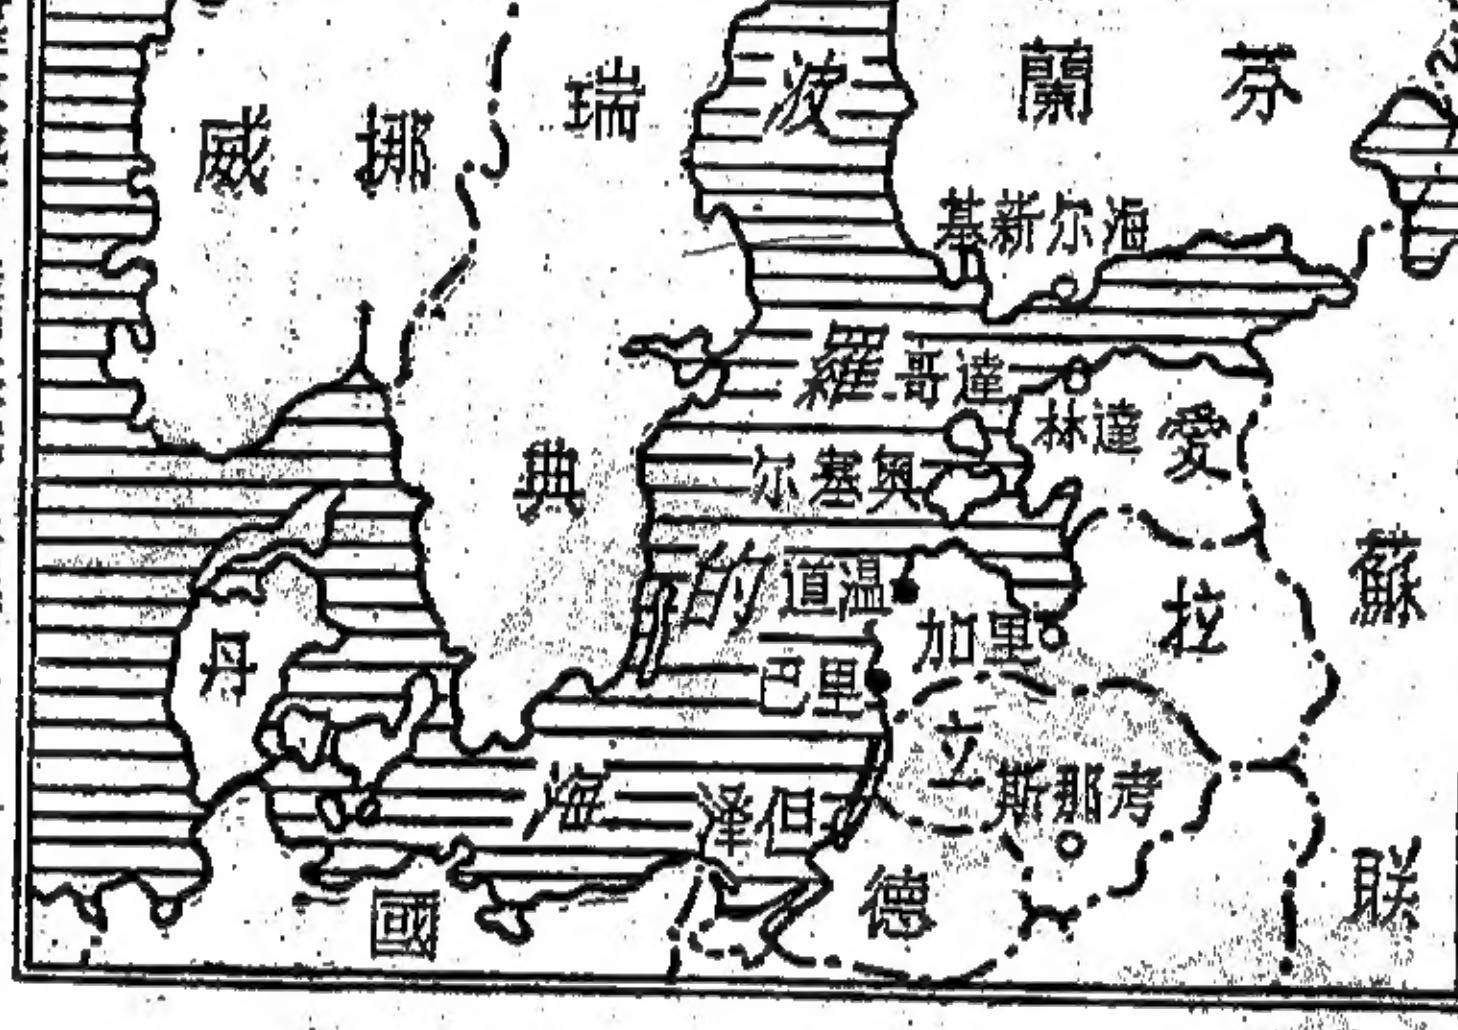 芬蘭
挪威
瑞典
波羅的海
海尔新基
達哥
達林
愛
奥塞尔
温道
里加
拉
蘇联
丹
里巴
立
考那斯
但泽
德國